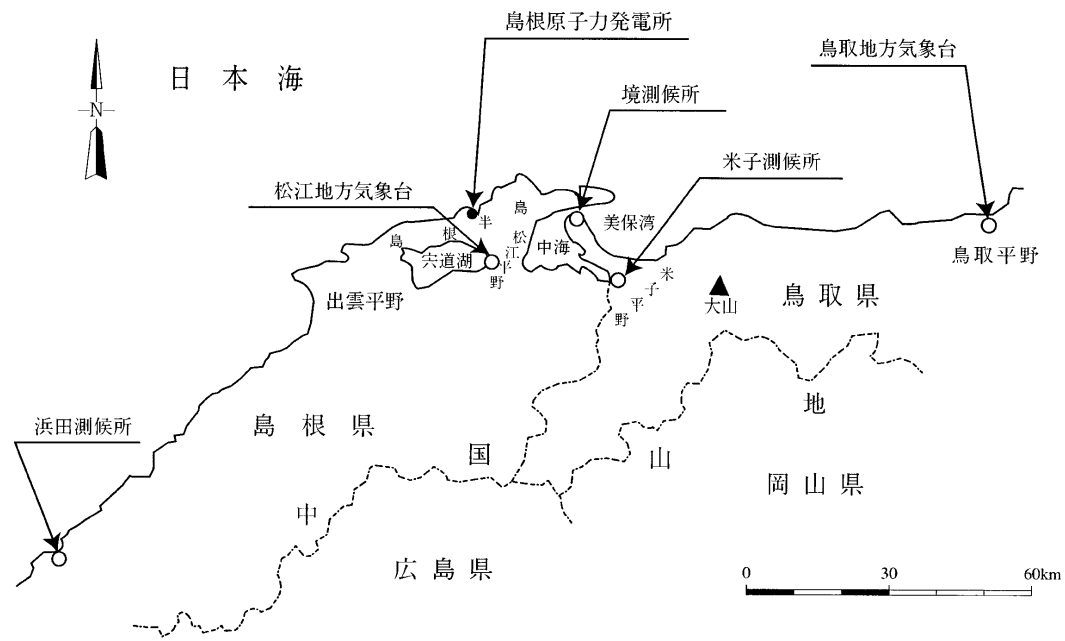 島根原子力発電所
鳥取地方気象台
日本海
N
境測候所
米子測候所
松江地方気象台
島根半島
美保湾
松江平野
中海
宍道湖
鳥取平野
米子平野
出雲平野
大山
鳥取県
浜田測候所
島根県
中国山地
岡山県
広島県
0 30 60km